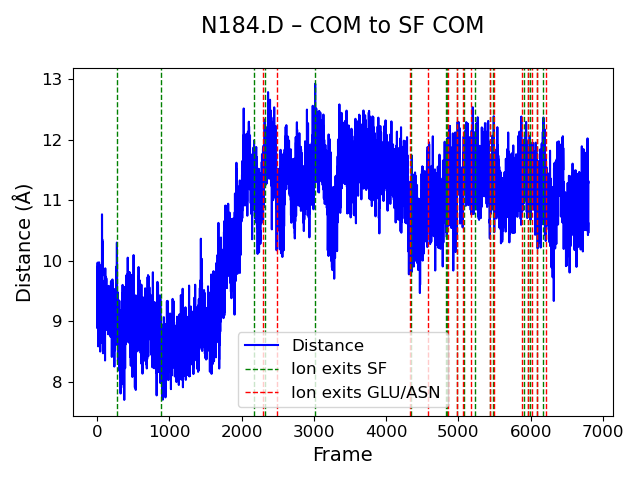 N184.D – COM to SF COM
13
12
11
10
9
8
Distance (Å)
Distance
Ion exits SF
Ion exits GLU/ASN
0 1000 2000 3000 4000 5000 6000 7000
Frame